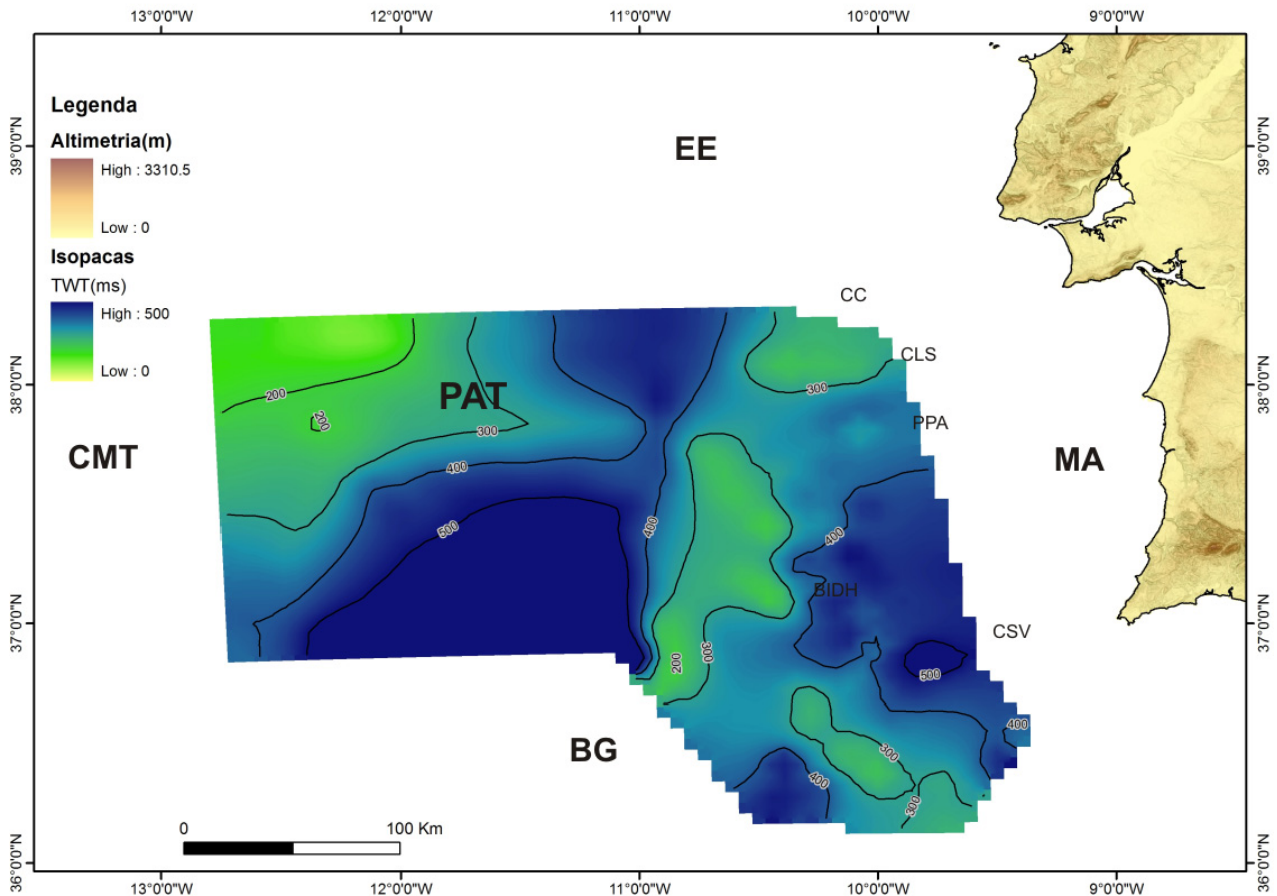 13°0'0"W 12°0'0"W 11°0'0"W 10°0'0"W 9°0'0"W
39°0'0"N
38°0'0"N
37°0'0"N
36°0'0"N
Legenda
Altimetria(m)
High : 3310.5
Low : 0
Isopacas
TWT(ms)
High : 500
Low : 0
EE
CC
CLS
200
PAT
300
200
PPA
300
CMT
MA
400
500
400
400
BIDH
CSV
200
300
500
400
BG
300
400
300
0 100 Km
39°0'0"N
38°0'0"N
37°0'0"N
36°0'0"N
13°0'0"W 12°0'0"W 11°0'0"W 10°0'0"W 9°0'0"W